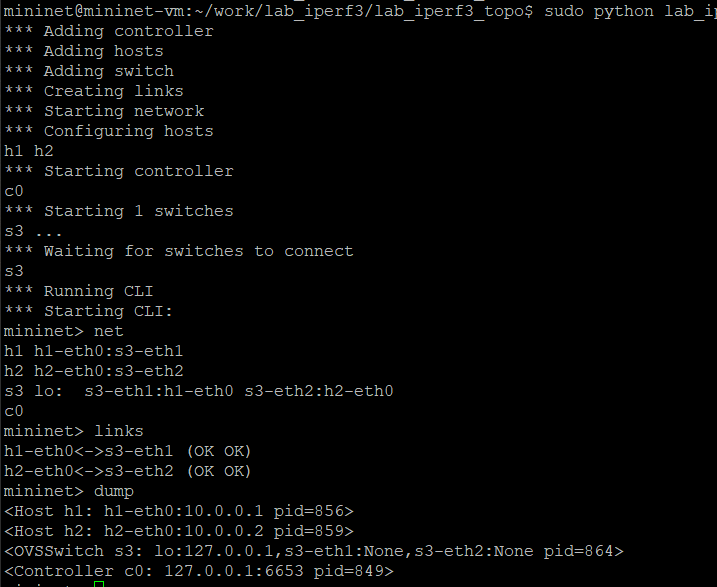 mininet@mininet-vm:~/work/lab_iperf3/lab_iperf3_topo$ sudo python
*** Adding controller
*** Adding hosts
*** Adding switch
*** Creating links
*** Starting network
*** Configuring hosts
h1 h2
*** Starting controller
c0
*** Starting 1 switches
s3 ...
*** Waiting for switches to connect
s3
*** Running CLI
*** Starting CLI:
mininet> net
h1 h1-eth0:s3-eth1
h2 h2-eth0:s3-eth2
s3 lo:  s3-eth1:h1-eth0 s3-eth2:h2-eth0
c0
mininet> links
h1-eth0<->s3-eth1 (OK OK)
h2-eth0<->s3-eth2 (OK OK)
mininet> dump
<Host h1: h1-eth0:10.0.0.1 pid=856>
<Host h2: h2-eth0:10.0.0.2 pid=859>
<OVSSwitch s3: lo:127.0.0.1,s3-eth1:None,s3-eth2:None pid=864>
<Controller c0: 127.0.0.1:6653 pid=849>